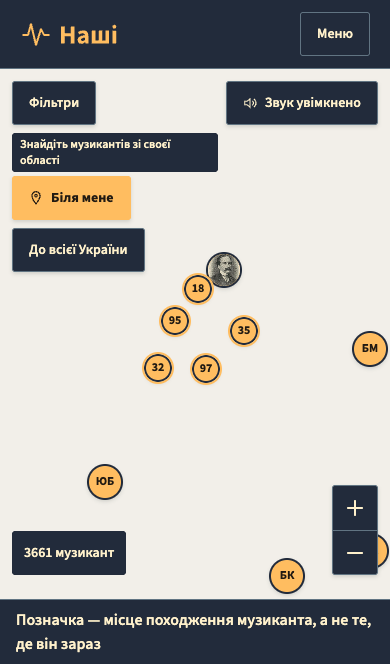 Наші
Меню
Фільтри
Звук увімкнено
Знайдіть музикантів зі своєї
області
Біля мене
До всієї України
18
95
35
БМ
32
97
ЮБ
3661 музикант
БК
Позначка — місце походження музиканта, а не те,
де він зараз